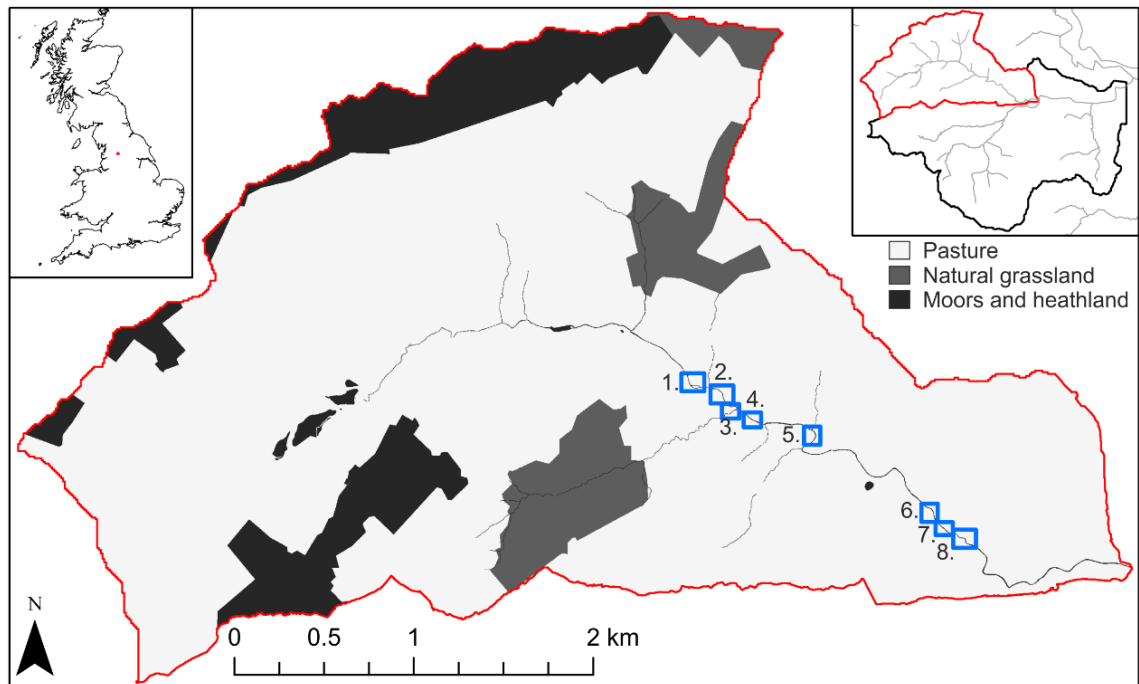 Pasture
Natural grassland
Moors and heathland
1.
2.
3.
4.
5.
6.
7.
8.
N
0 0.5 1 2 km